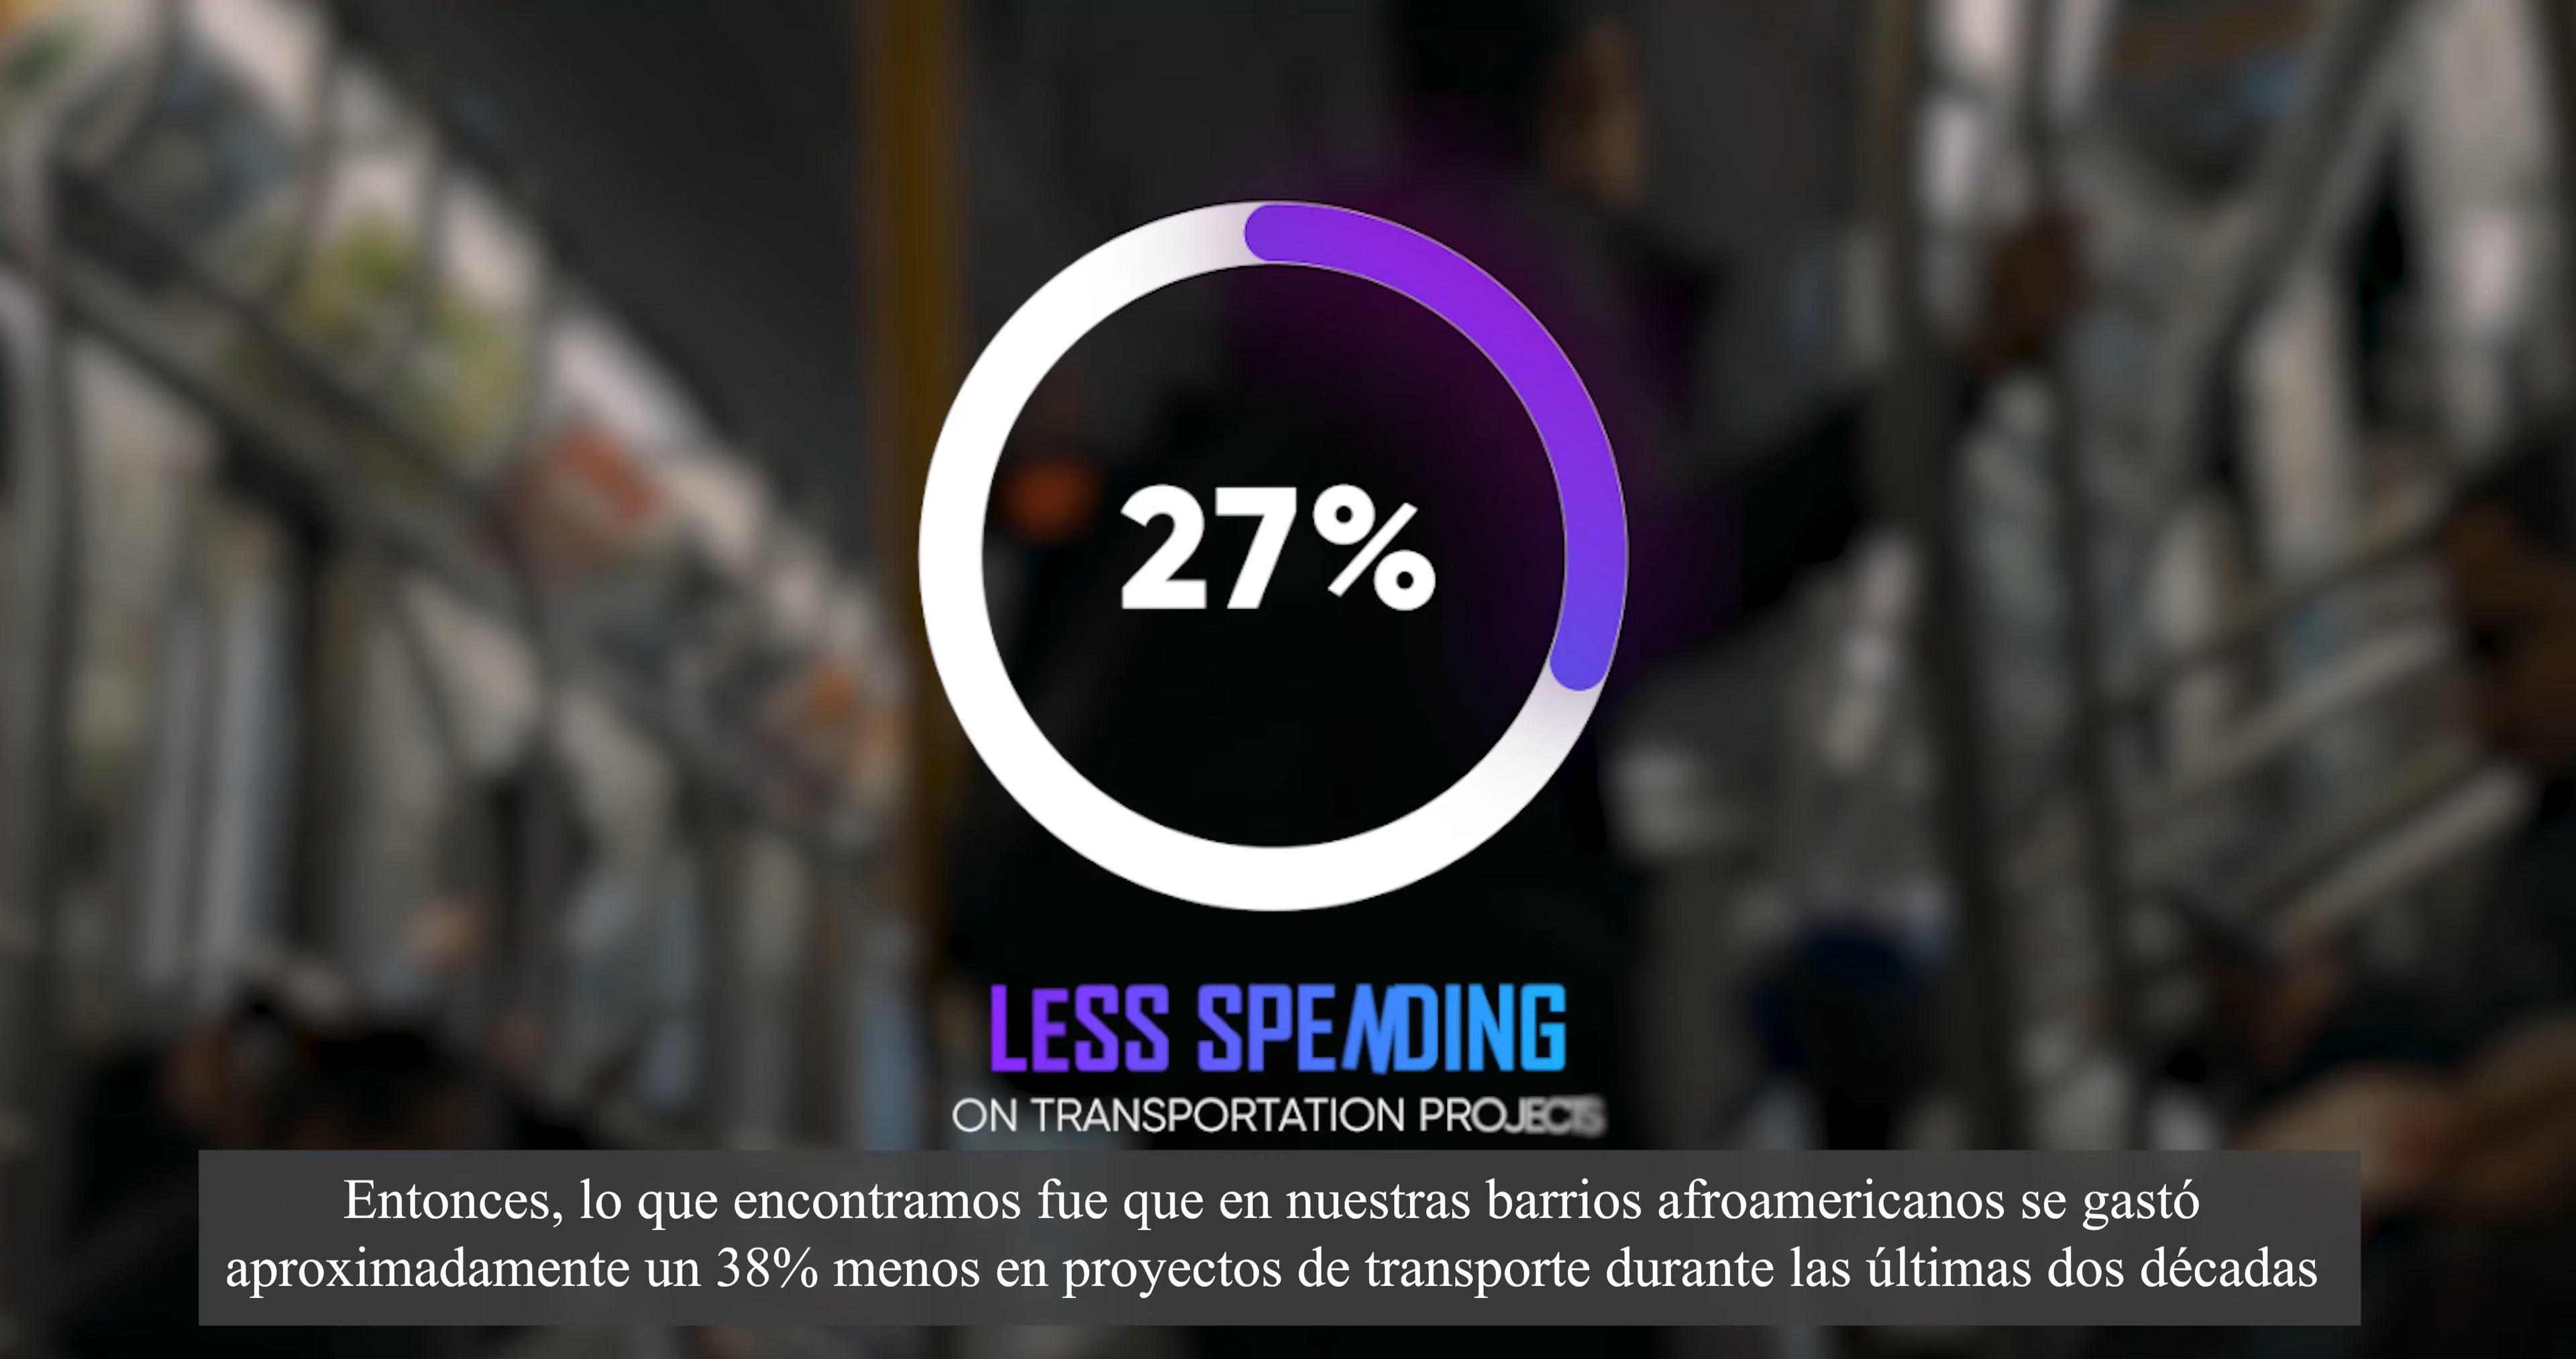 27%
LESS SPENDING
ON TRANSPORTATION PROJECTS
Entonces, lo que encontramos fue que en nuestras barrios afroamericanos se gastó
aproximadamente un 38% menos en proyectos de transporte durante las últimas dos décadas